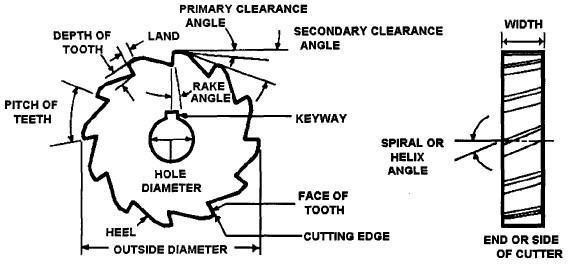 PRIMARY CLEARANCE
ANGLE
SECONDARY CLEARANCE
ANGLE
WIDTH
LAND
DEPTH OF
TOOTH
RAKE
ANGLE
PITCH OF
TEETH
KEYWAY
SPIRAL OR
HELIX
ANGLE
HOLE
DIAMETER
FACE OF
TOOTH
HEEL
CUTTING EDGE
OUTSIDE DIAMETER
END OR SIDE
OF CUTTER